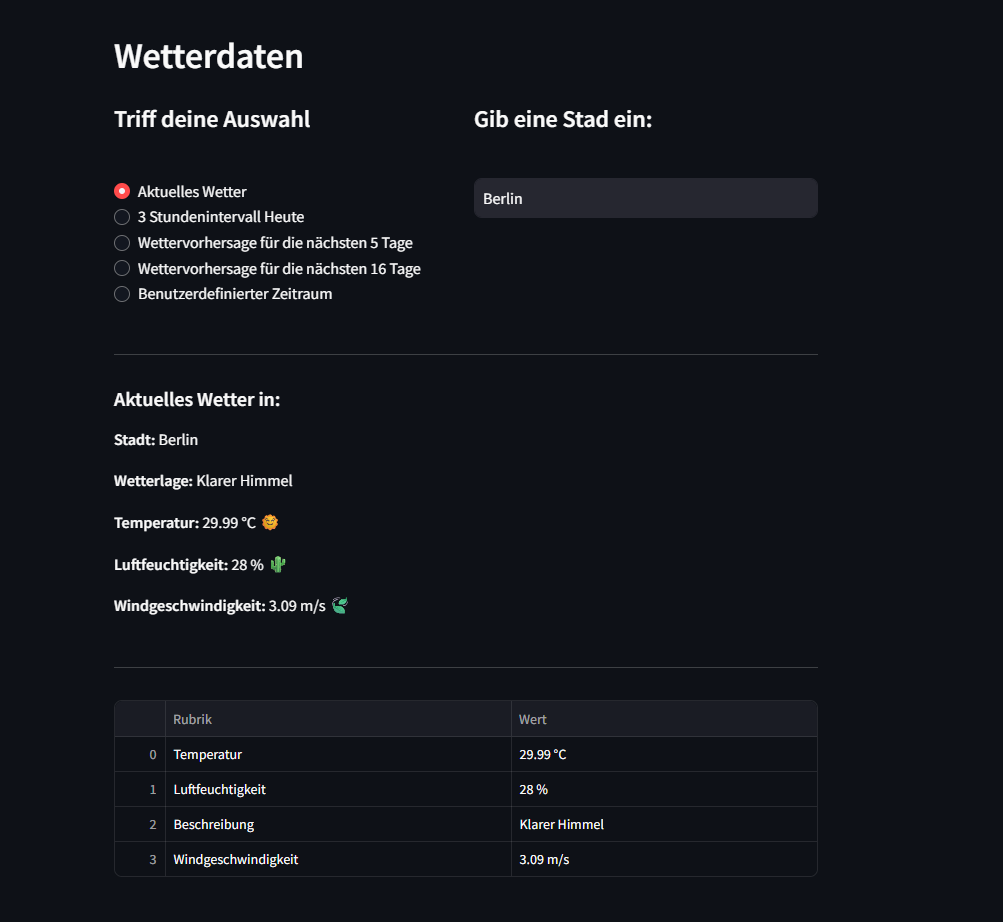 Wetterdaten
Triff deine Auswahl
Gib eine Stad ein:
Aktuelles Wetter
3 Stundenintervall Heute
Wettervorhersage für die nächsten 5 Tage
Wettervorhersage für die nächsten 16 Tage
Benutzerdefinierter Zeitraum
Berlin
Aktuelles Wetter in:
Stadt: Berlin
Wetterlage: Klarer Himmel
Temperatur: 29.99 °C 🌞
Luftfeuchtigkeit: 28 % 🌵
Windgeschwindigkeit: 3.09 m/s 🍃
Rubrik Wert
0 Temperatur 29.99 °C
1 Luftfeuchtigkeit 28 %
2 Beschreibung Klarer Himmel
3 Windgeschwindigkeit 3.09 m/s